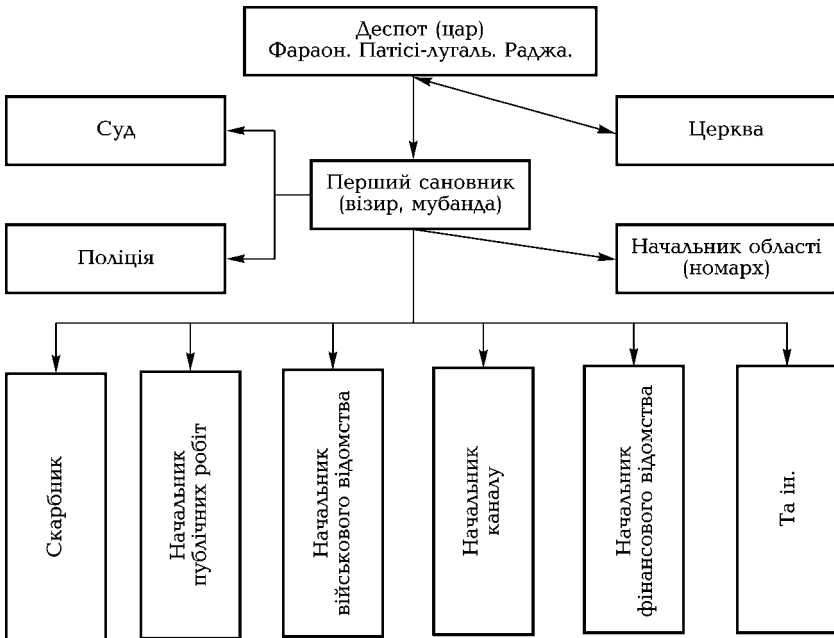 Деспот (цар)
Фараон. Патісі-лугаль. Раджа.
Суд
Церква
Перший сановник
(візир, мубанда)
Поліція
Начальник області
(номарх)
Скарбник
Начальник
публічних робіт
Начальник
військового відомства
Начальник
каналу
Начальник
фінансового відомства
Та ін.